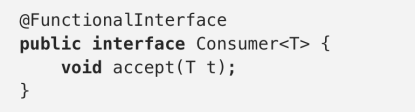 @FunctionalInterface
public interface Consumer<T> {
    void accept(T t);
}